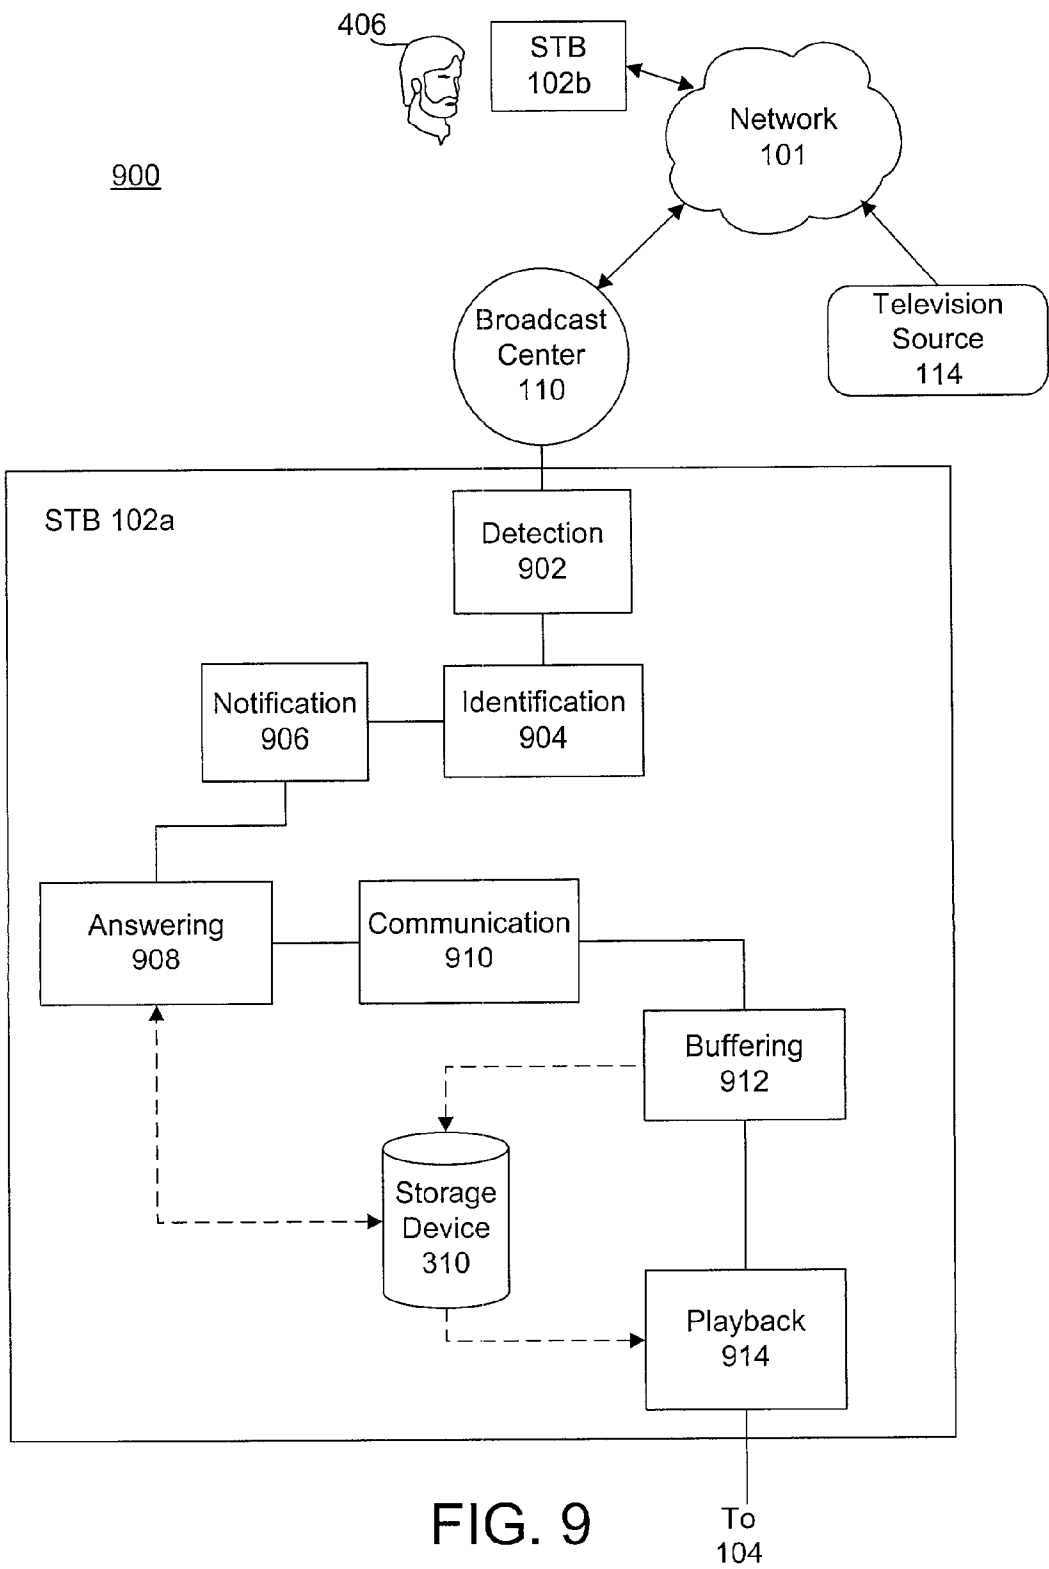 406
STB
102b
Network
101
900
Broadcast
Center
110
Television
Source
114
STB 102a
Detection
902
Notification
906
Identification
904
Answering
908
Communication
910
Buffering
912
Storage
Device
310
Playback
914
FIG. 9
To
104